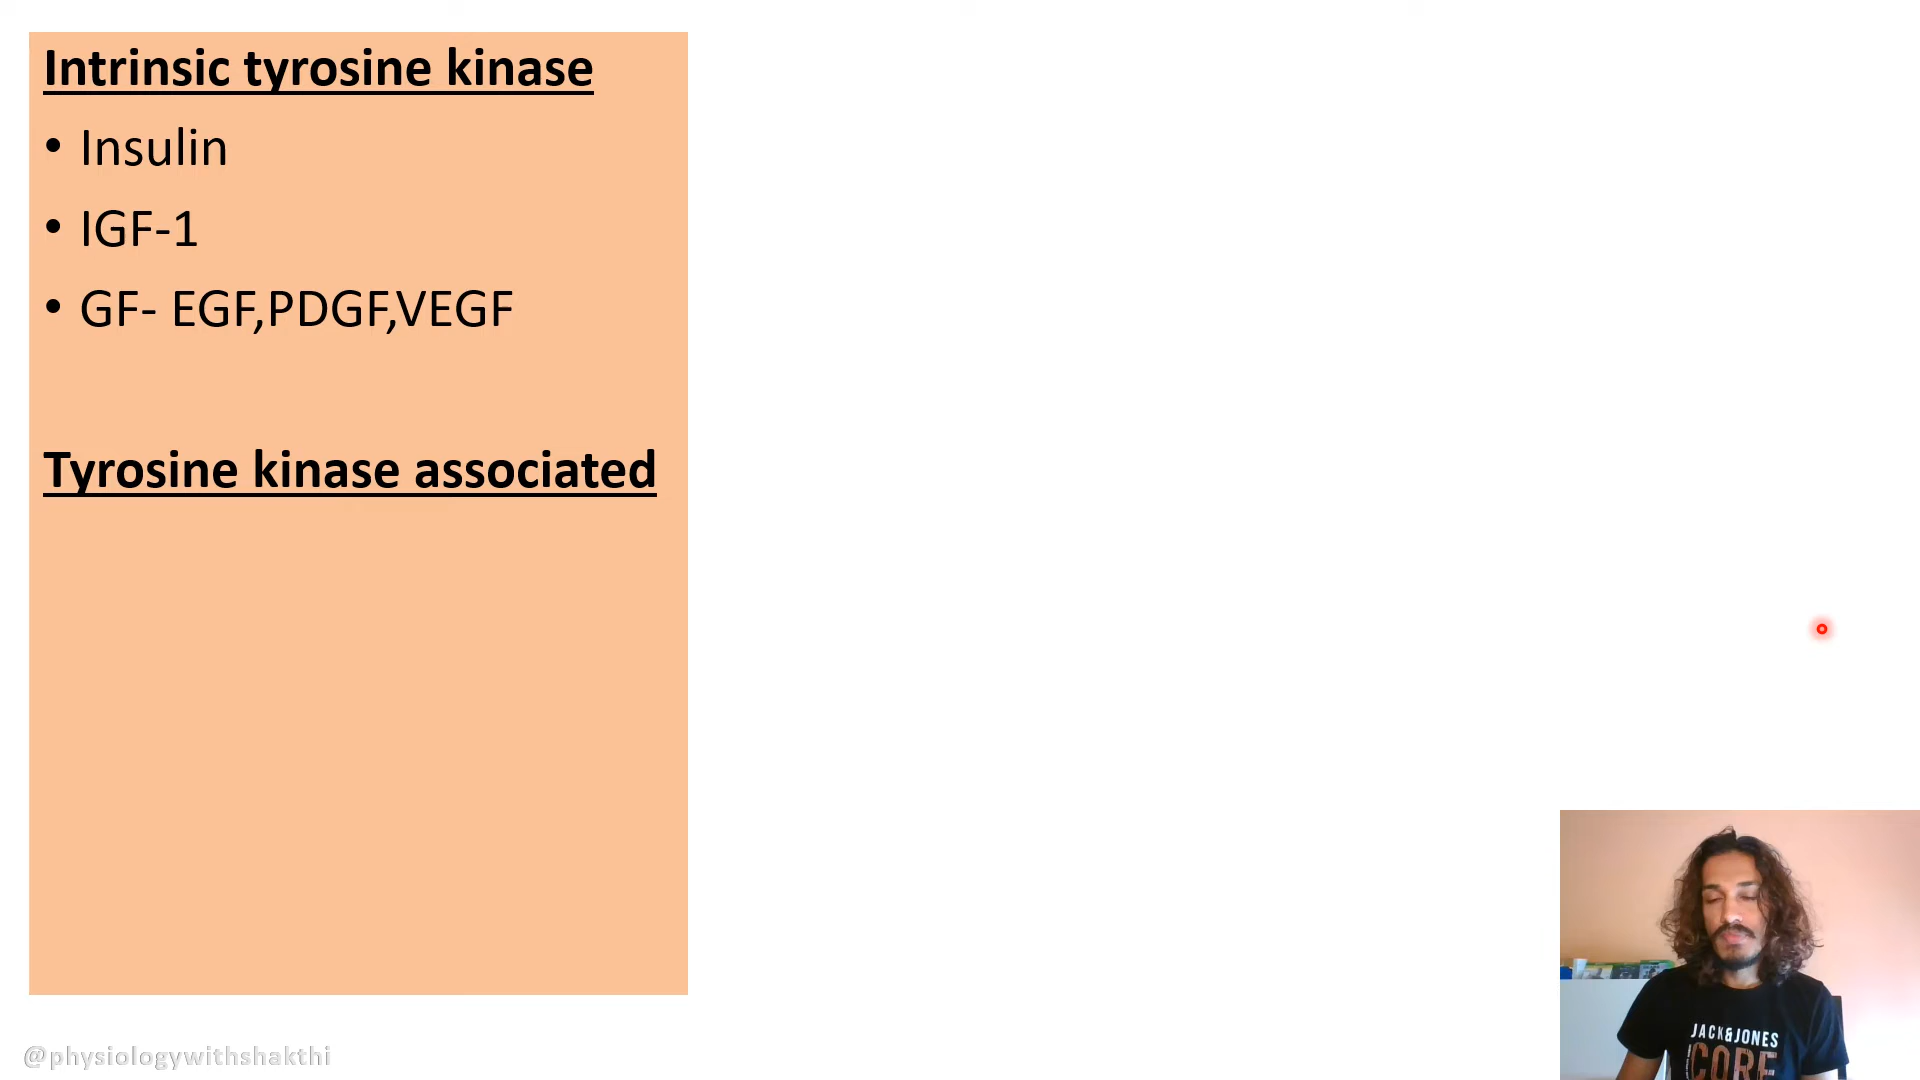 Intrinsic tyrosine kinase
• Insulin
• IGF-1
• GF- EGF,PDGF,VEGF
Tyrosine kinase associated
@physiologywithshakthi
JACK&JONES
CORE